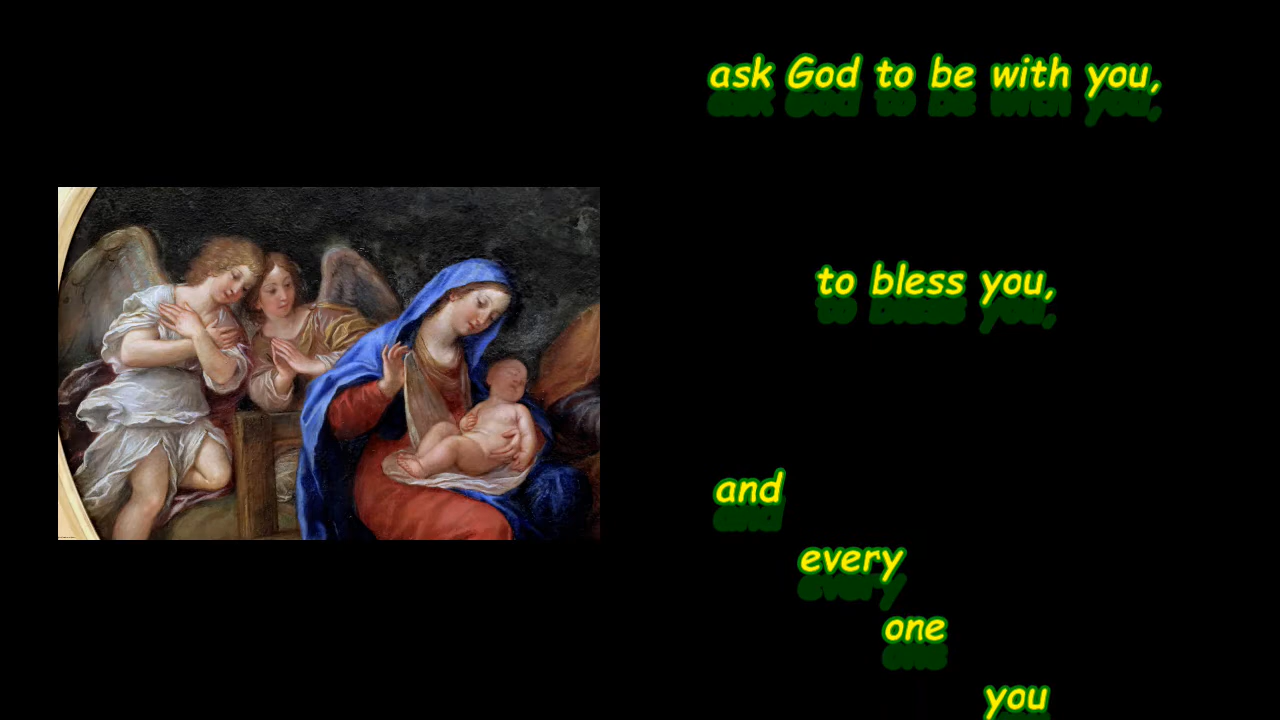 ask God to be with you,
to bless you,
and
every
one
you